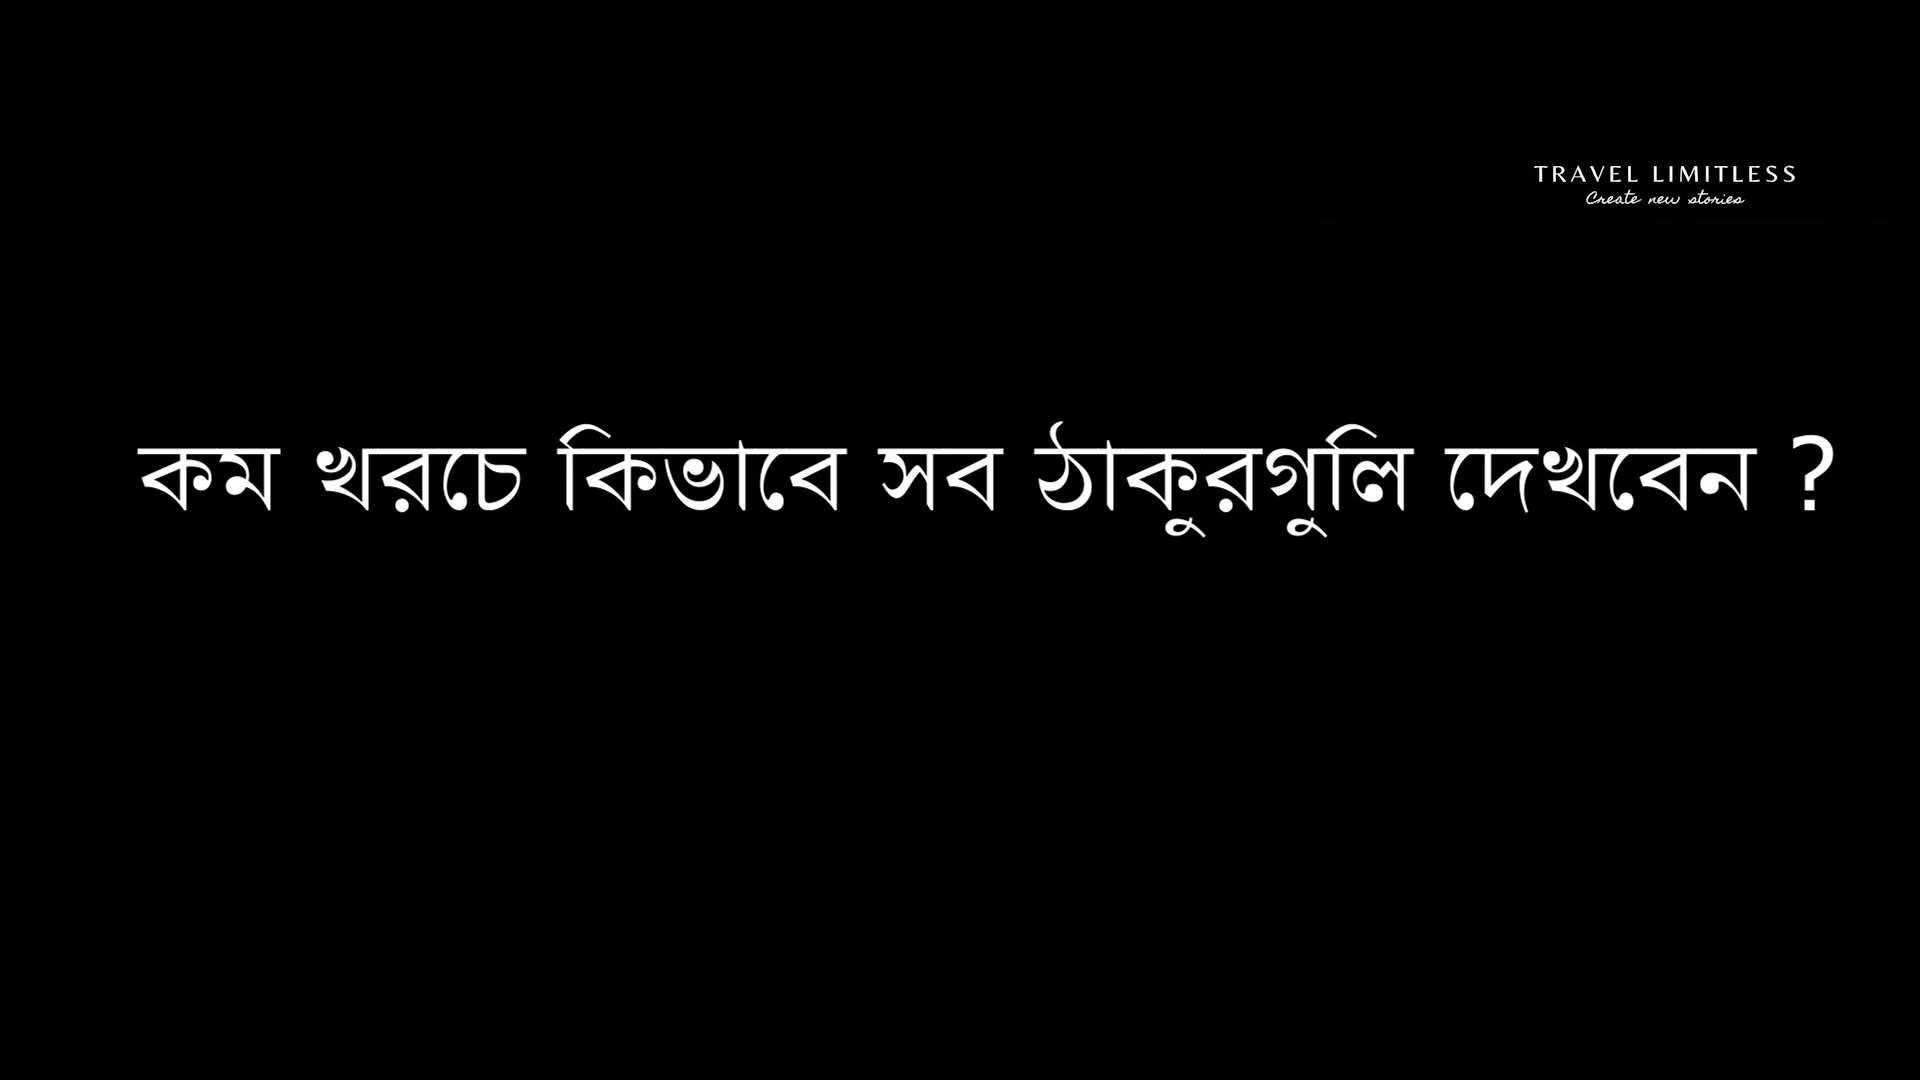 TRAVEL LIMITLESS
Create new stories
কম খরচে কিভাবে সব ঠাকুরগুলি দেখবেন ?